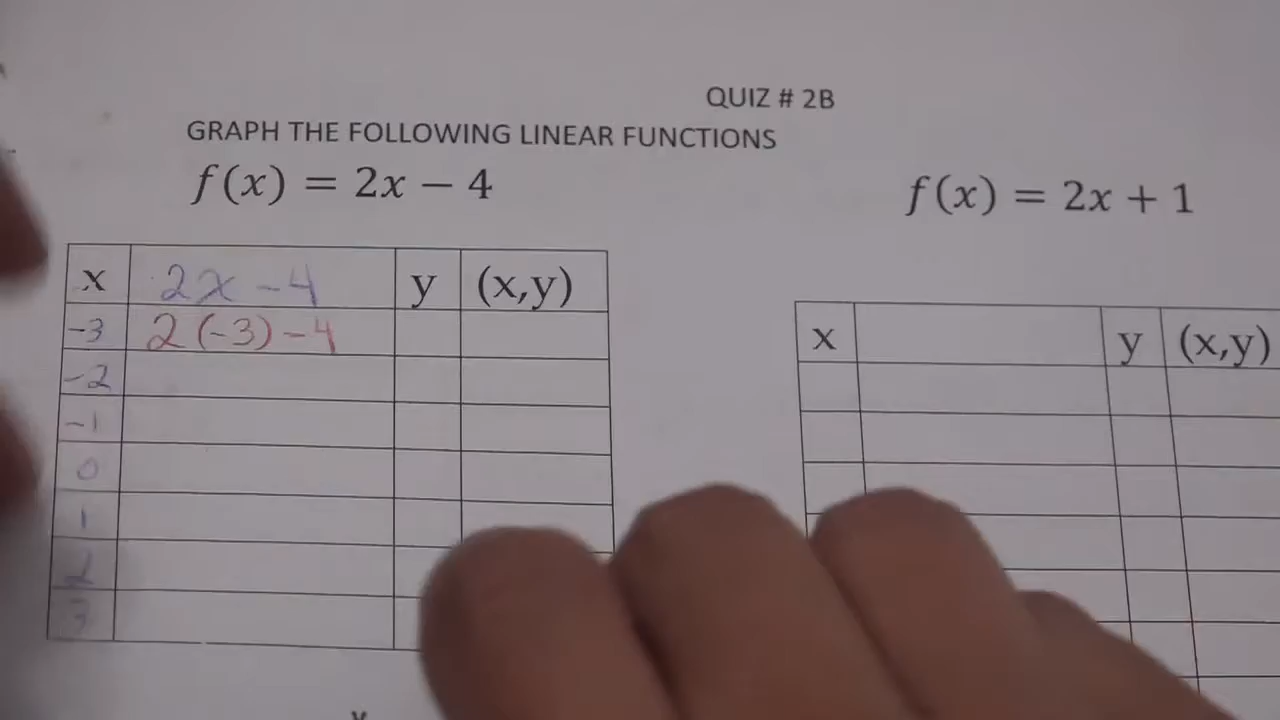 QUIZ # 2B
GRAPH THE FOLLOWING LINEAR FUNCTIONS
f(x) = 2x − 4
x 2x − 4 y (x,y)
−3 2(−3) − 4
−2
−1
0
1
2
3
f(x) = 2x + 1
x y (x,y)
y